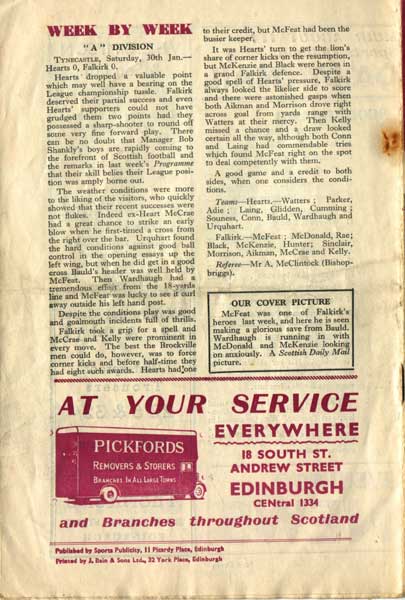 WEEK BY WEEK
"A" DIVISION
TYNECASTLE, Saturday, 30th Jan.—
Hearts 0, Falkirk 0.
Hearts dropped a valuable point
which may well have a bearing on the
League championship tussle. Falkirk
deserved their partial success and even
Hearts' supporters could not have
grudged them two points had they
possessed a sharp-shooter to round off
some very fine forward play. There
can be no doubt that Manager Bob
Shankly's boys are rapidly coming to
the forefront of Scottish football and
the remarks in last week's Programme
that their skill belies their League posi-
tion was amply borne out.
The weather conditions were more
to the liking of the visitors, who quickly
showed that their recent successes were
not flukes. Indeed ex-Heart McCrae
had a great chance to strike an early
blow when he first-timed a cross from
the right over the bar. Urquhart found
the hard conditions against good ball
control in the opening essays up the
left wing, but when he did get in a good
cross Bauld's header was well held by
McFeat. Then Wardhaugh had a
tremendous effort from the 18-yards
line and McFeat was lucky to see it curl
away outside his left hand post.
Despite the conditions play was good
and goalmouth incidents full of thrills.
Falkirk took a grip for a spell and
McCrae and Kelly were prominent in
every move. The best the Brockville
men could do, however, was to force
corner kicks and before half-time they
had eight such awards. Hearts had one
to their credit, but McFeat had been the
busier keeper.
It was Hearts' turn to get the lion's
share of corner kicks on the resumption,
but McKenzie and Black were heroes in
a grand Falkirk defence. Despite a
good spell of Hearts' pressure, Falkirk
always looked the likelier side to score
and there were astonished gasps when
both Aikman and Morrison drove right
across goal from yards range with
Watters at their mercy. Then Kelly
missed a chance and a draw looked
certain all the way, although both Conn
and Laing had commendable tries
which found McFeat right on the spot
to deal competently with them.
A good game and a credit to both
sides, when one considers the condi-
tions.
Teams—Hearts.—Watters ; Parker,
Adie ; Laing, Glidden, Cumming ;
Souness, Conn, Bauld, Wardhaugh and
Urquhart.
Falkirk.—McFeat ; McDonald, Rae;
Black, McKenzie, Hunter; Sinclair,
Morrison, Aikman, McCrae and Kelly.
Referee—Mr A. McClintock (Bishop-
briggs).
OUR COVER PICTURE
McFeat was one of Falkirk's
heroes last week, and here he is seen
making a glorious save from Bauld.
Wardhaugh is running in with
McDonald and McKenzie looking
on anxiously. A Scottish Daily Mail
picture.
AT YOUR SERVICE
EVERYWHERE
PICKFORDS
REMOVERS & STORERS
BRANCHES IN ALL LARGE TOWNS
18 SOUTH ST.
ANDREW STREET
EDINBURGH
CENtral 1334
and Branches throughout Scotland
Published by Sports Publicity, 11 Picardy Place, Edinburgh
Printed by J. Bain & Sons Ltd., 32 York Place, Edinburgh